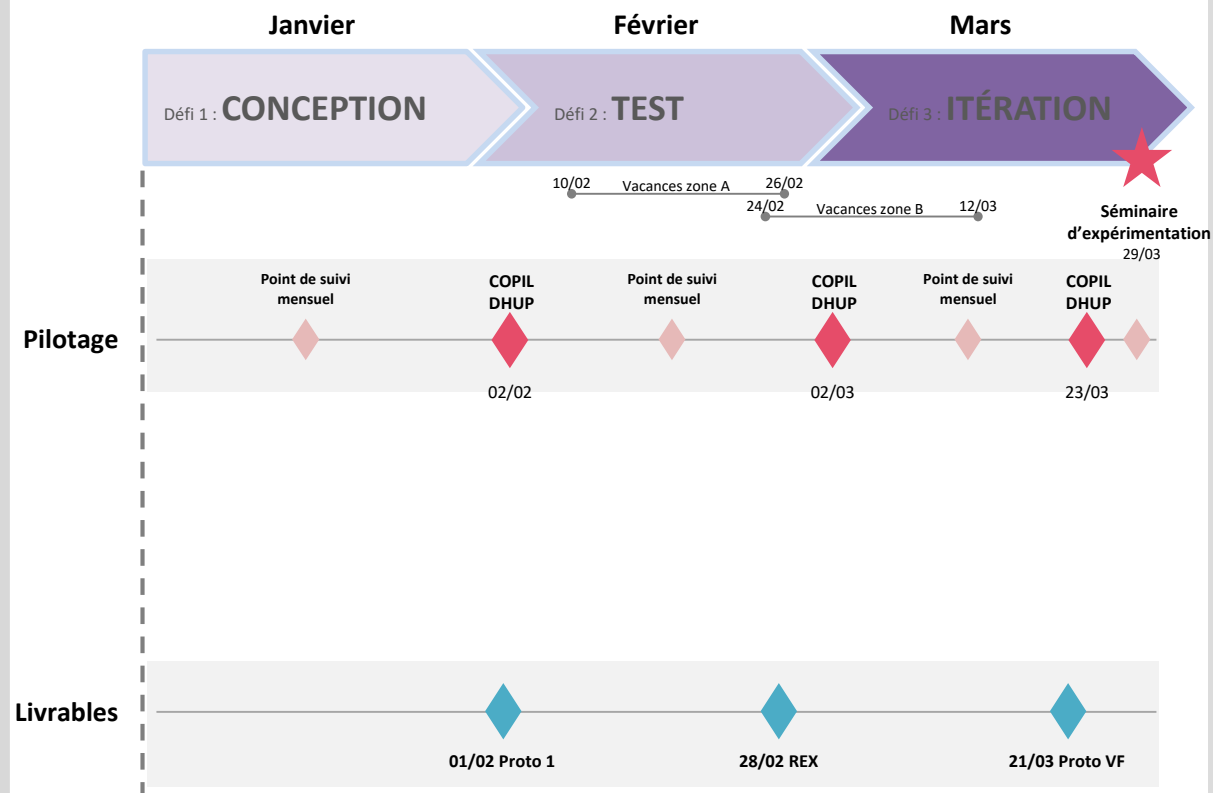 Janvier
Février
Mars
Défi 1 : CONCEPTION
Défi 2 : TEST
Défi 3 : ITÉRATION
10/02
Vacances zone A
26/02
24/02
Vacances zone B
12/03
Séminaire
d'expérimentation
29/03
Pilotage
Point de suivi
mensuel
COPIL
DHUP
02/02
Point de suivi
mensuel
COPIL
DHUP
02/03
Point de suivi
mensuel
COPIL
DHUP
23/03
Livrables
01/02 Proto 1
28/02 REX
21/03 Proto VF